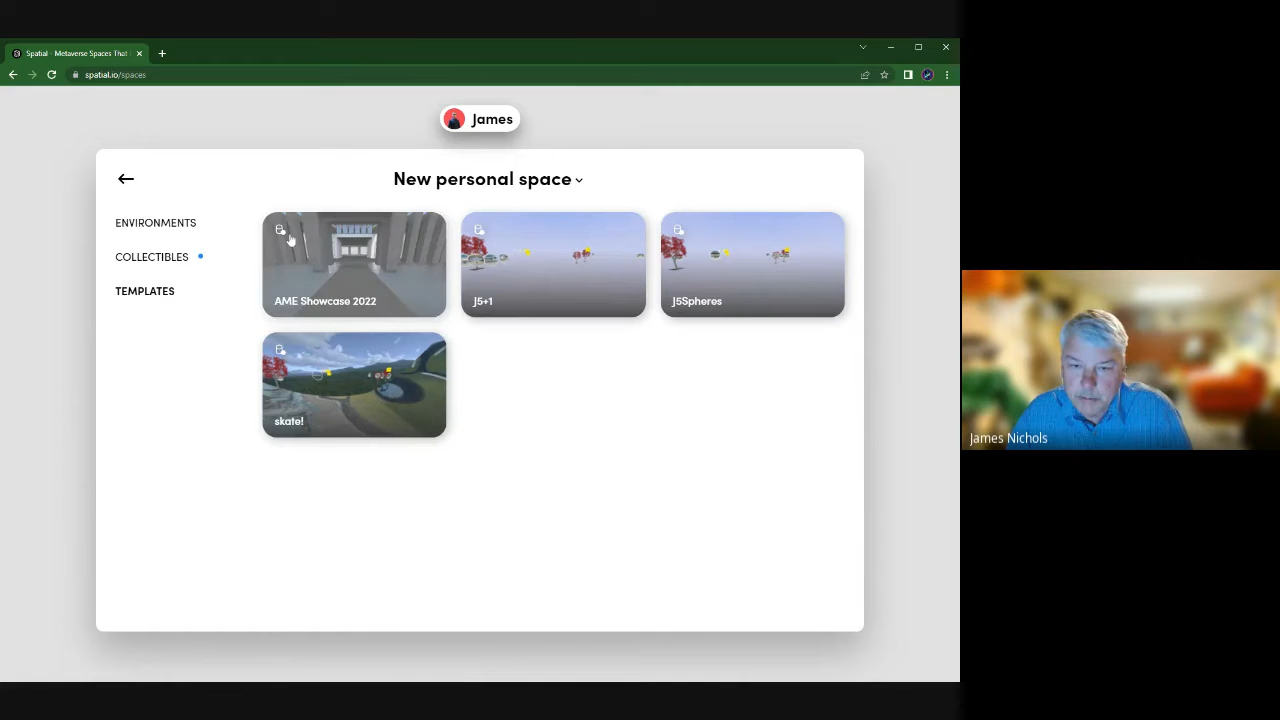 Spatial - Metaverse Spaces That
spatial.io/spaces
James
New personal space
ENVIRONMENTS
COLLECTIBLES
TEMPLATES
AME Showcase 2022
J5+1
J5Spheres
skate!
James Nichols